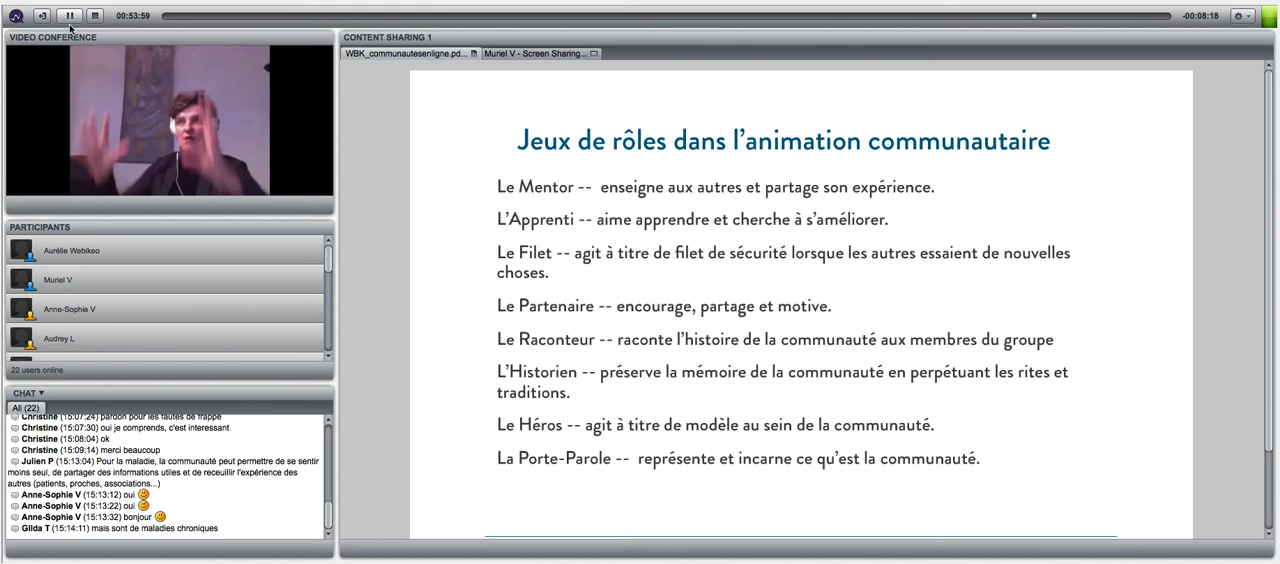 00:53:59
-00:08:18
VIDEO CONFERENCE
CONTENT SHARING 1
WBK_communautesenligne.pd...
Muriel V - Screen Sharing...
Jeux de rôles dans l’animation communautaire
Le Mentor -- enseigne aux autres et partage son expérience.
L’Apprenti -- aime apprendre et cherche à s’améliorer.
Le Filet -- agit à titre de filet de sécurité lorsque les autres essaient de nouvelles
choses.
Le Partenaire -- encourage, partage et motive.
Le Raconteur -- raconte l’histoire de la communauté aux membres du groupe
L’Historien -- préserve la mémoire de la communauté en perpétuant les rites et
traditions.
Le Héros -- agit à titre de modèle au sein de la communauté.
La Porte-Parole -- représente et incarne ce qu’est la communauté.
PARTICIPANTS
Aurélie Webikeo
Muriel V
Anne-Sophie V
Audrey L
22 users online
CHAT
All (22)
Christine (15:07:24) pardon pour les fautes de frappe
Christine (15:07:30) oui je comprends, c'est interessant
Christine (15:08:04) ok
Christine (15:09:14) merci beaucoup
Julien P (15:13:04) Pour la maladie, la communauté peut permettre de se sentir
moins seul, de partager des informations utiles et de receuillir l'expérience des
autres (patients, proches, associations...)
Anne-Sophie V (15:13:12) oui
Anne-Sophie V (15:13:22) oui
Anne-Sophie V (15:13:32) bonjour
Gilda T (15:14:11) mais sont de maladies chroniques